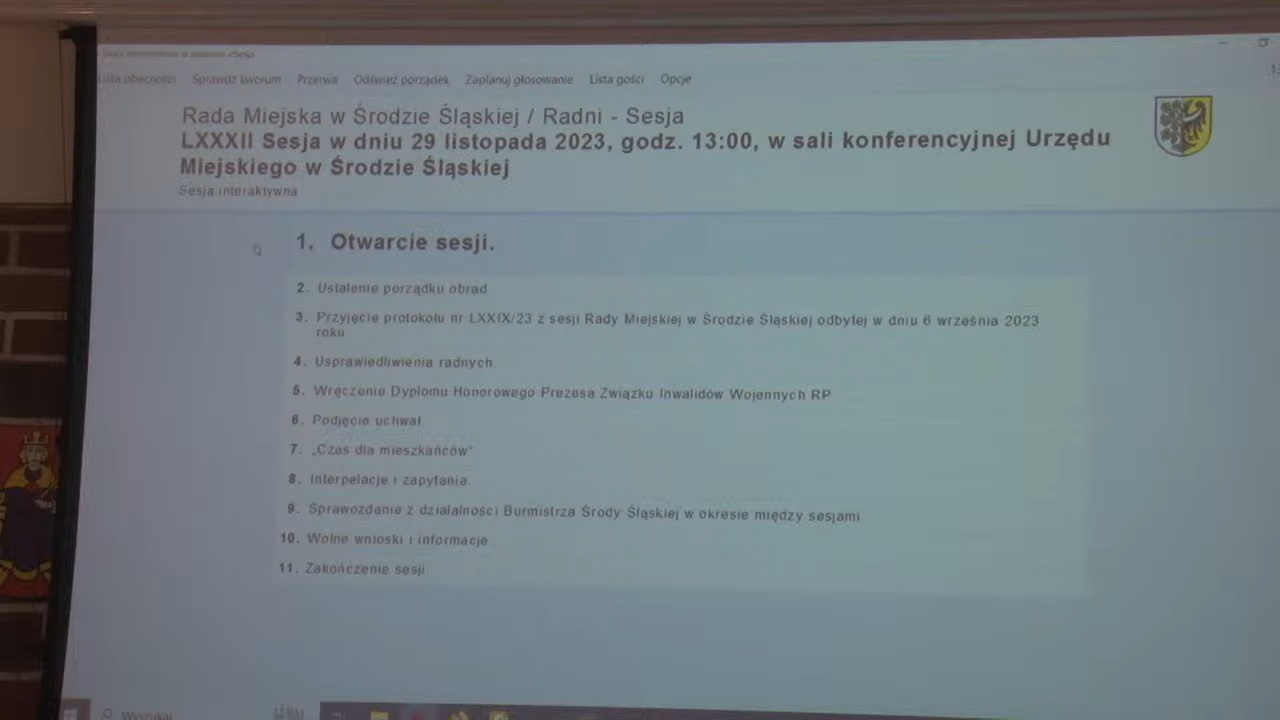 Lista obecności Sprawdź kworum Przerwa Odśwież porządek Zaplanuj głosowanie Lista gości Opcje
Rada Miejska w Środzie Śląskiej / Radni - Sesja
LXXXII Sesja w dniu 29 listopada 2023, godz. 13:00, w sali konferencyjnej Urzędu
Miejskiego w Środzie Śląskiej
Sesja interaktywna
1. Otwarcie sesji.
2. Ustalenie porządku obrad
3. Przyjęcie protokołu nr LXXIX/23 z sesji Rady Miejskiej w Środzie Śląskiej odbytej w dniu 6 września 2023
roku
4. Usprawiedliwienia radnych
5. Wręczenie Dyplomu Honorowego Prezesa Związku Inwalidów Wojennych RP
6. Podjęcie uchwał
7. „Czas dla mieszkańców"
8. Interpelacje i zapytania.
9. Sprawozdanie z działalności Burmistrza Środy Śląskiej w okresie między sesjami
10. Wolne wnioski i informacje
11. Zakończenie sesji
Wyszukaj